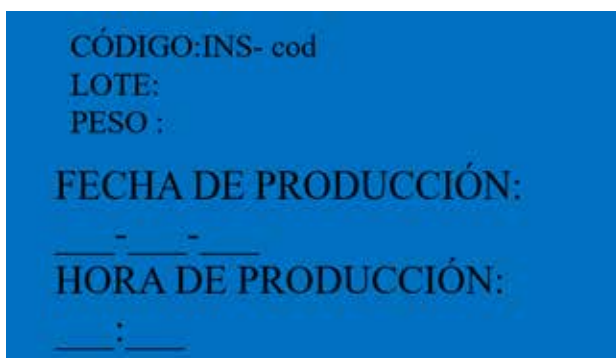 CÓDIGO:INS- cod
LOTE:
PESO :
FECHA DE PRODUCCIÓN:
___-___-___
HORA DE PRODUCCIÓN:
___:___